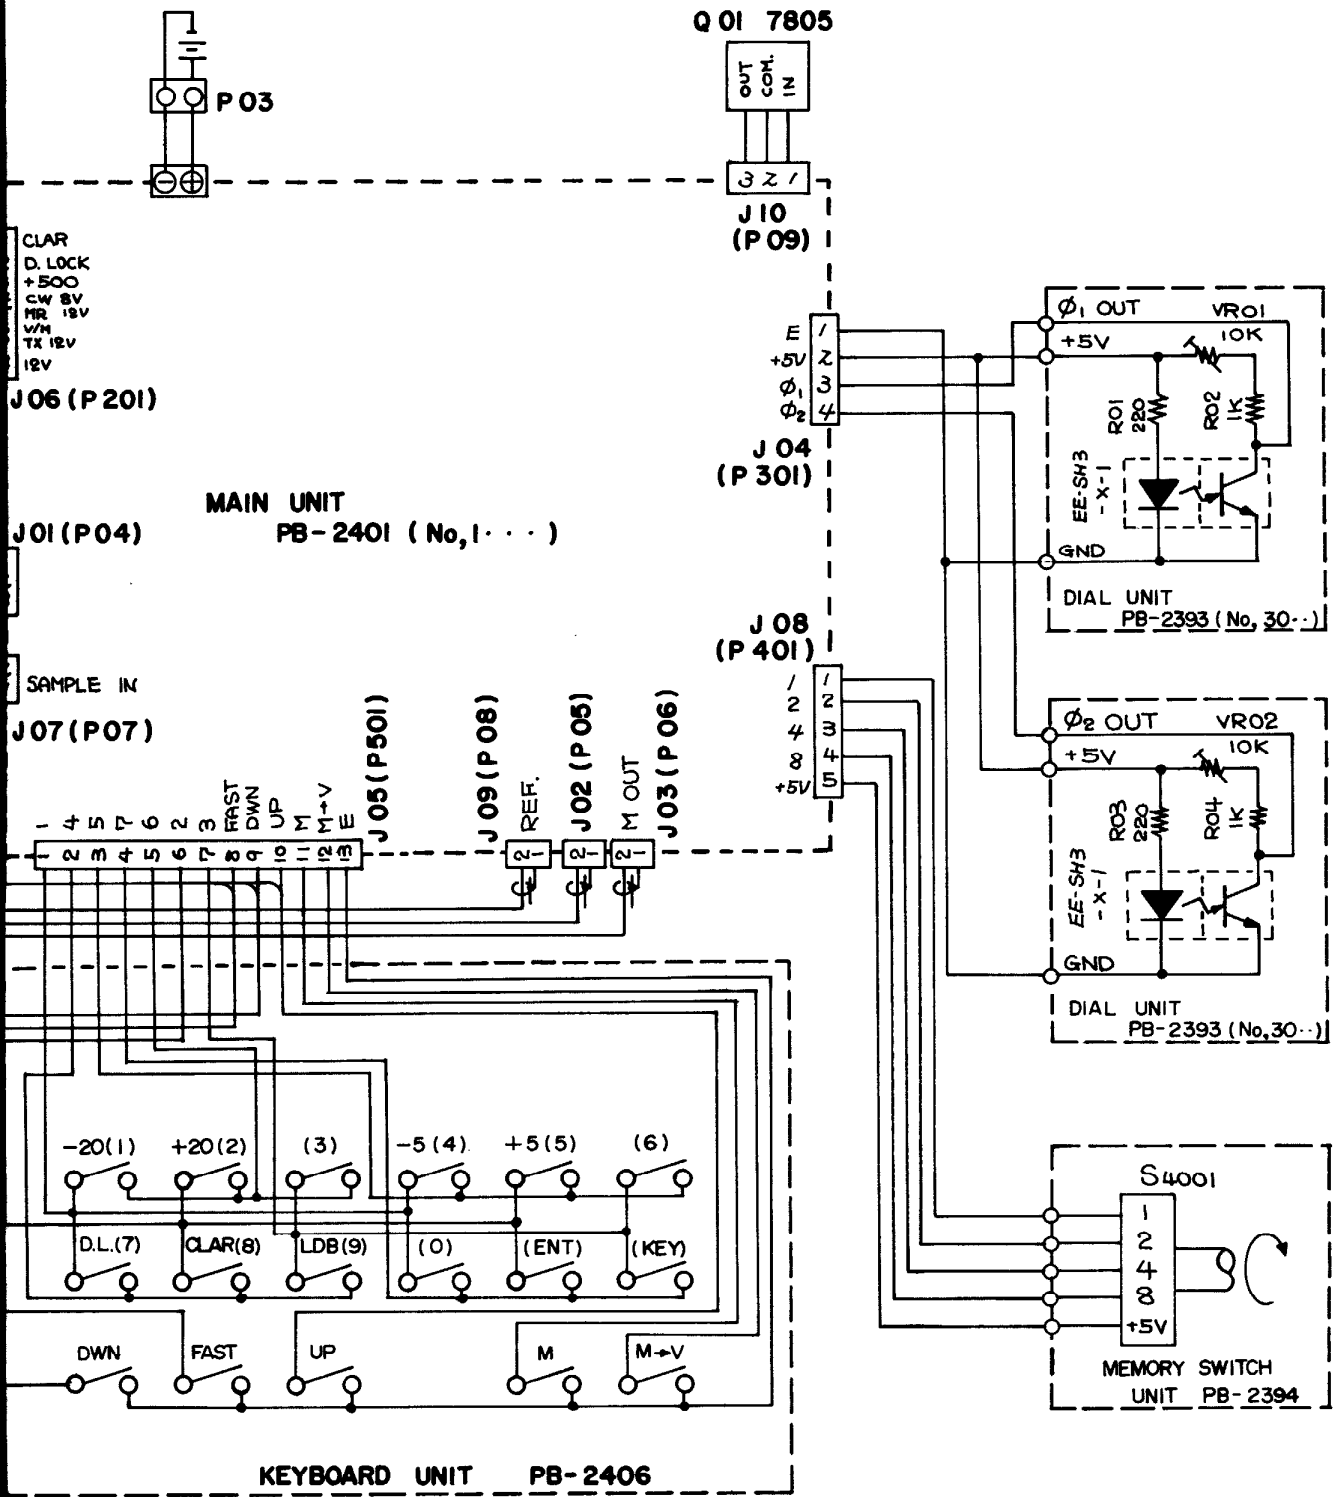 Q01 7805
OUT
COM.
IN
P03
3 2 1
J10
(P09)
CLAR
D. LOCK
+500
CW 8V
MR 18V
V/M
TX 12V
12V
J06(P201)
E 1
+5V 2
Ø1 3
Ø2 4
J04
(P301)
Ø1 OUT VR01
+5V 10K
R01
220
R02
1K
EE-SH3
-X-1
GND
DIAL UNIT
PB-2393(No,30··)
MAIN UNIT
PB-2401 (No,1····)
J01(P04)
J08
(P401)
SAMPLE IN
J07(P07)
1 1
2 2
4 3
8 4
+5V 5
Ø2 OUT VR02
+5V 10K
R03
220
R04
1K
EE-SH3
-X-1
GND
DIAL UNIT
PB-2393(No,30··)
J05(P501)
J09(P08)
REF.
J02(P05)
M OUT
J03(P06)
1 4 5 7 6 2 3 FAST DWN UP M M→V E
1 2 3 4 5 6 7 8 9 10 11 12 13
2 1
2 1
2 1
-20(1) +20(2) (3) -5(4) +5(5) (6)
D.L.(7) CLAR(8) LDB(9) (0) (ENT) (KEY)
DWN FAST UP M M→V
KEYBOARD UNIT PB-2406
S4001
1
2
4
8
+5V
MEMORY SWITCH
UNIT PB-2394